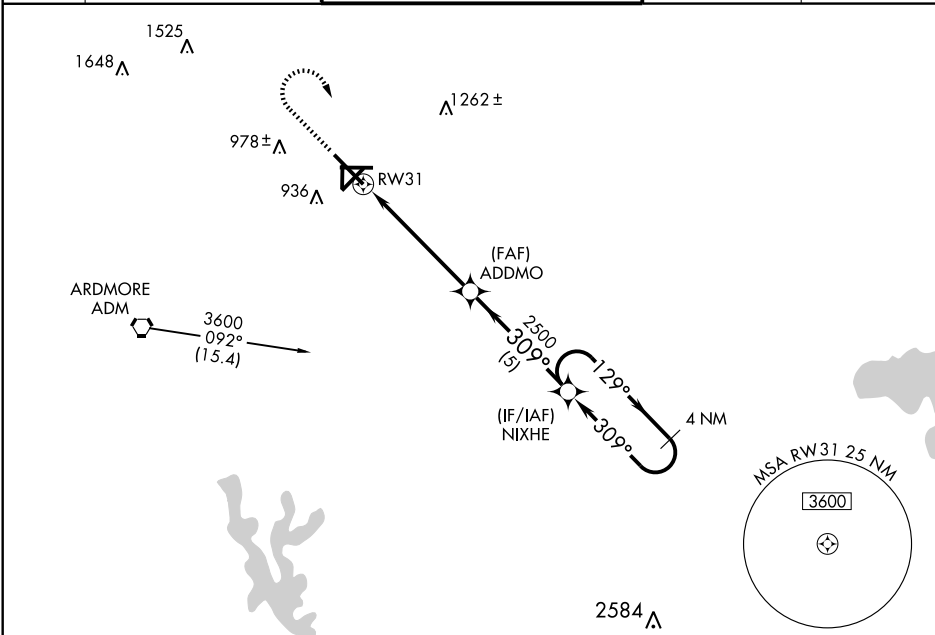 1525
1648
1262 ±
978 ±
936
RW31
(FAF)
ADDMO
ARDMORE
ADM
3600
092°
(15.4)
2500
309°
(5)
129°
(IF/IAF)
NIXHE
309°
4 NM
MSA RW31 25 NM
3600
2584